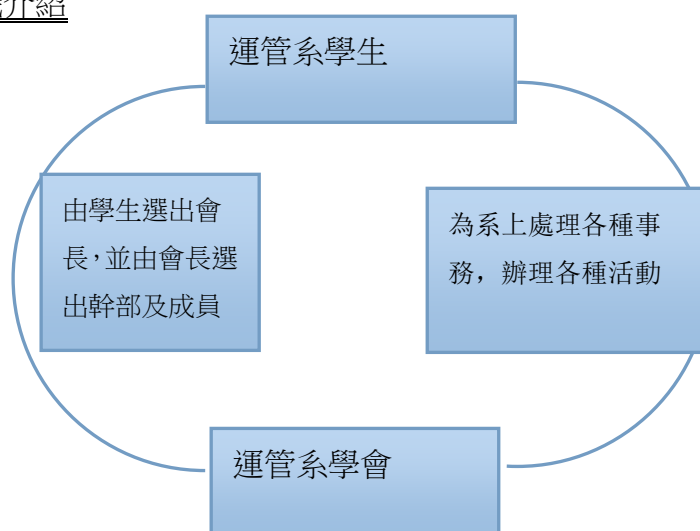 介紹
運管系學生
由學生選出會
長，並由會長選
出幹部及成員
為系上處理各種事
務，辦理各種活動
運管系學會